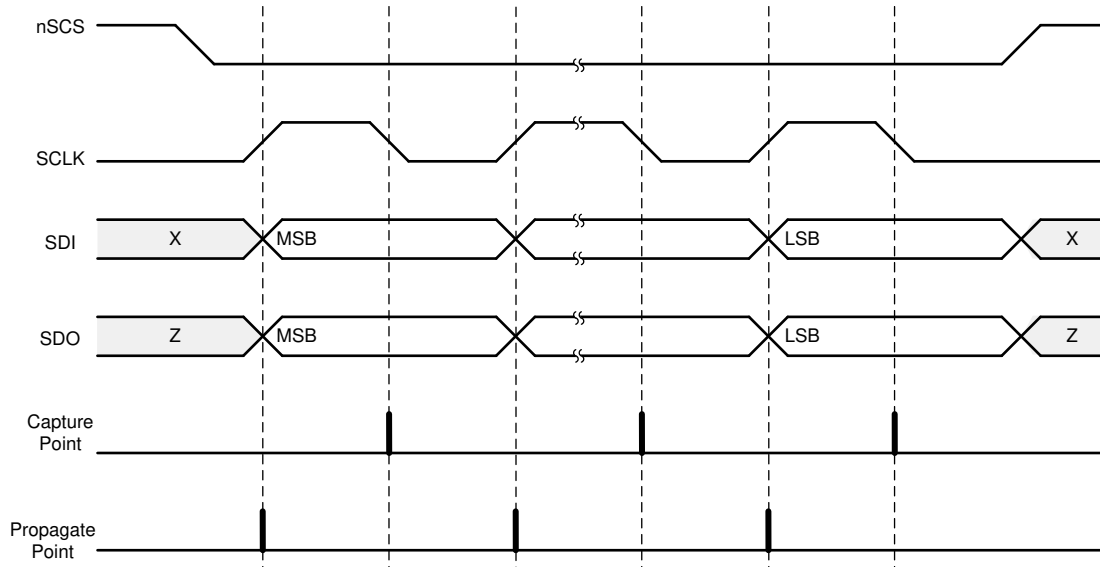 nSCS
SCLK
SDI
X
MSB
LSB
X
SDO
Z
MSB
LSB
Z
Capture
Point
Propagate
Point